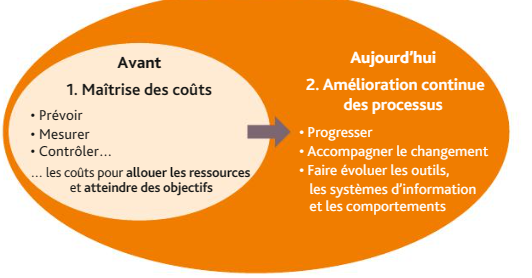 Avant
1. Maîtrise des coûts
• Prévoir
• Mesurer
• Contrôler…
… les coûts pour allouer les ressources
et atteindre des objectifs
Aujourd’hui
2. Amélioration continue
des processus
• Progresser
• Accompagner le changement
• Faire évoluer les outils,
les systèmes d’information
et les comportements